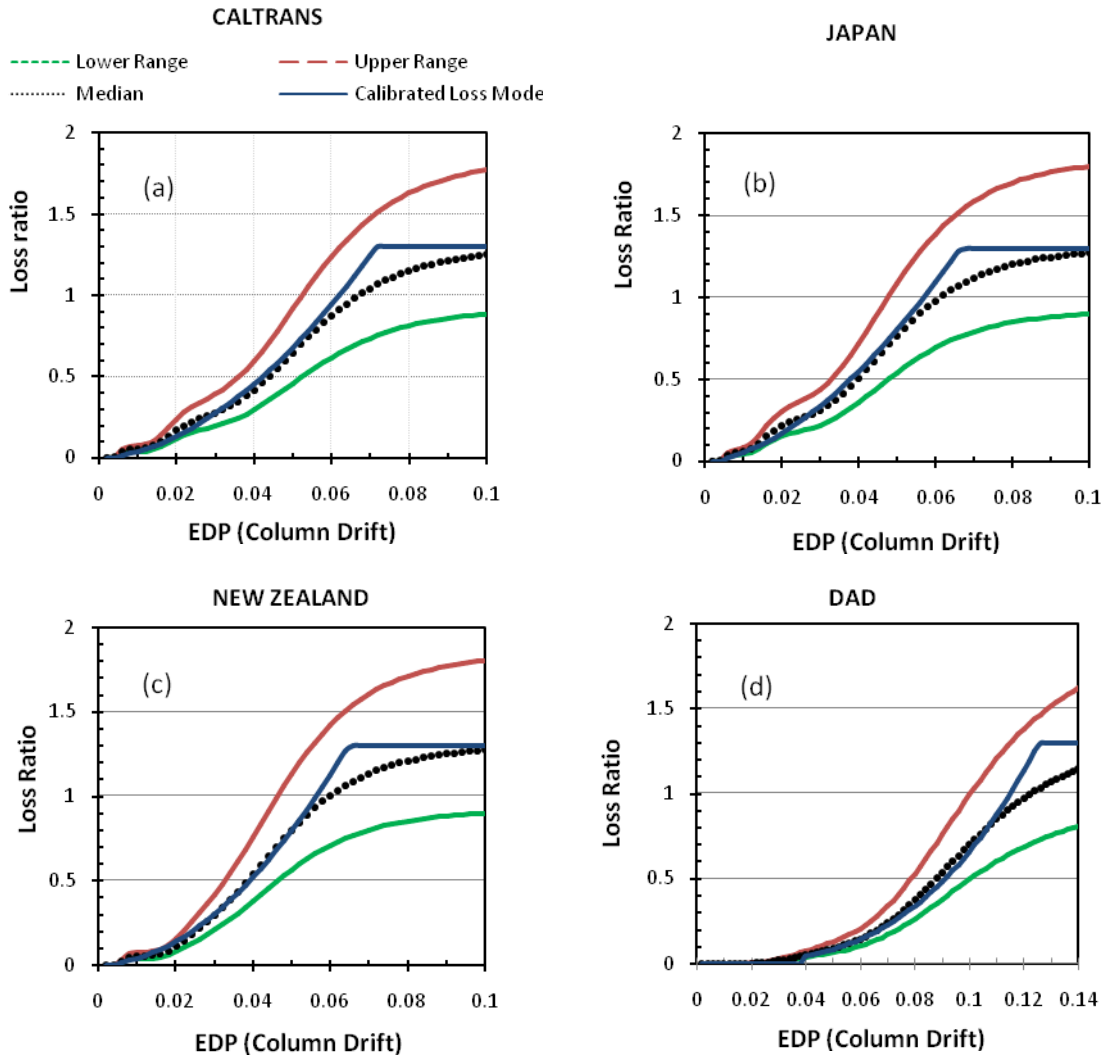 CALTRANS
Lower Range
Upper Range
Median
Calibrated Loss Mode
2
1.5
1
0.5
0
(a)
Loss ratio
0 0.02 0.04 0.06 0.08 0.1
EDP (Column Drift)
JAPAN
2
1.5
1
0.5
0
(b)
Loss Ratio
0 0.02 0.04 0.06 0.08 0.1
EDP (Column Drift)
NEW ZEALAND
2
1.5
1
0.5
0
(c)
Loss Ratio
0 0.02 0.04 0.06 0.08 0.1
EDP (Column Drift)
DAD
2
1.5
1
0.5
0
(d)
Loss Ratio
0 0.02 0.04 0.06 0.08 0.1 0.12 0.14
EDP (Column Drift)